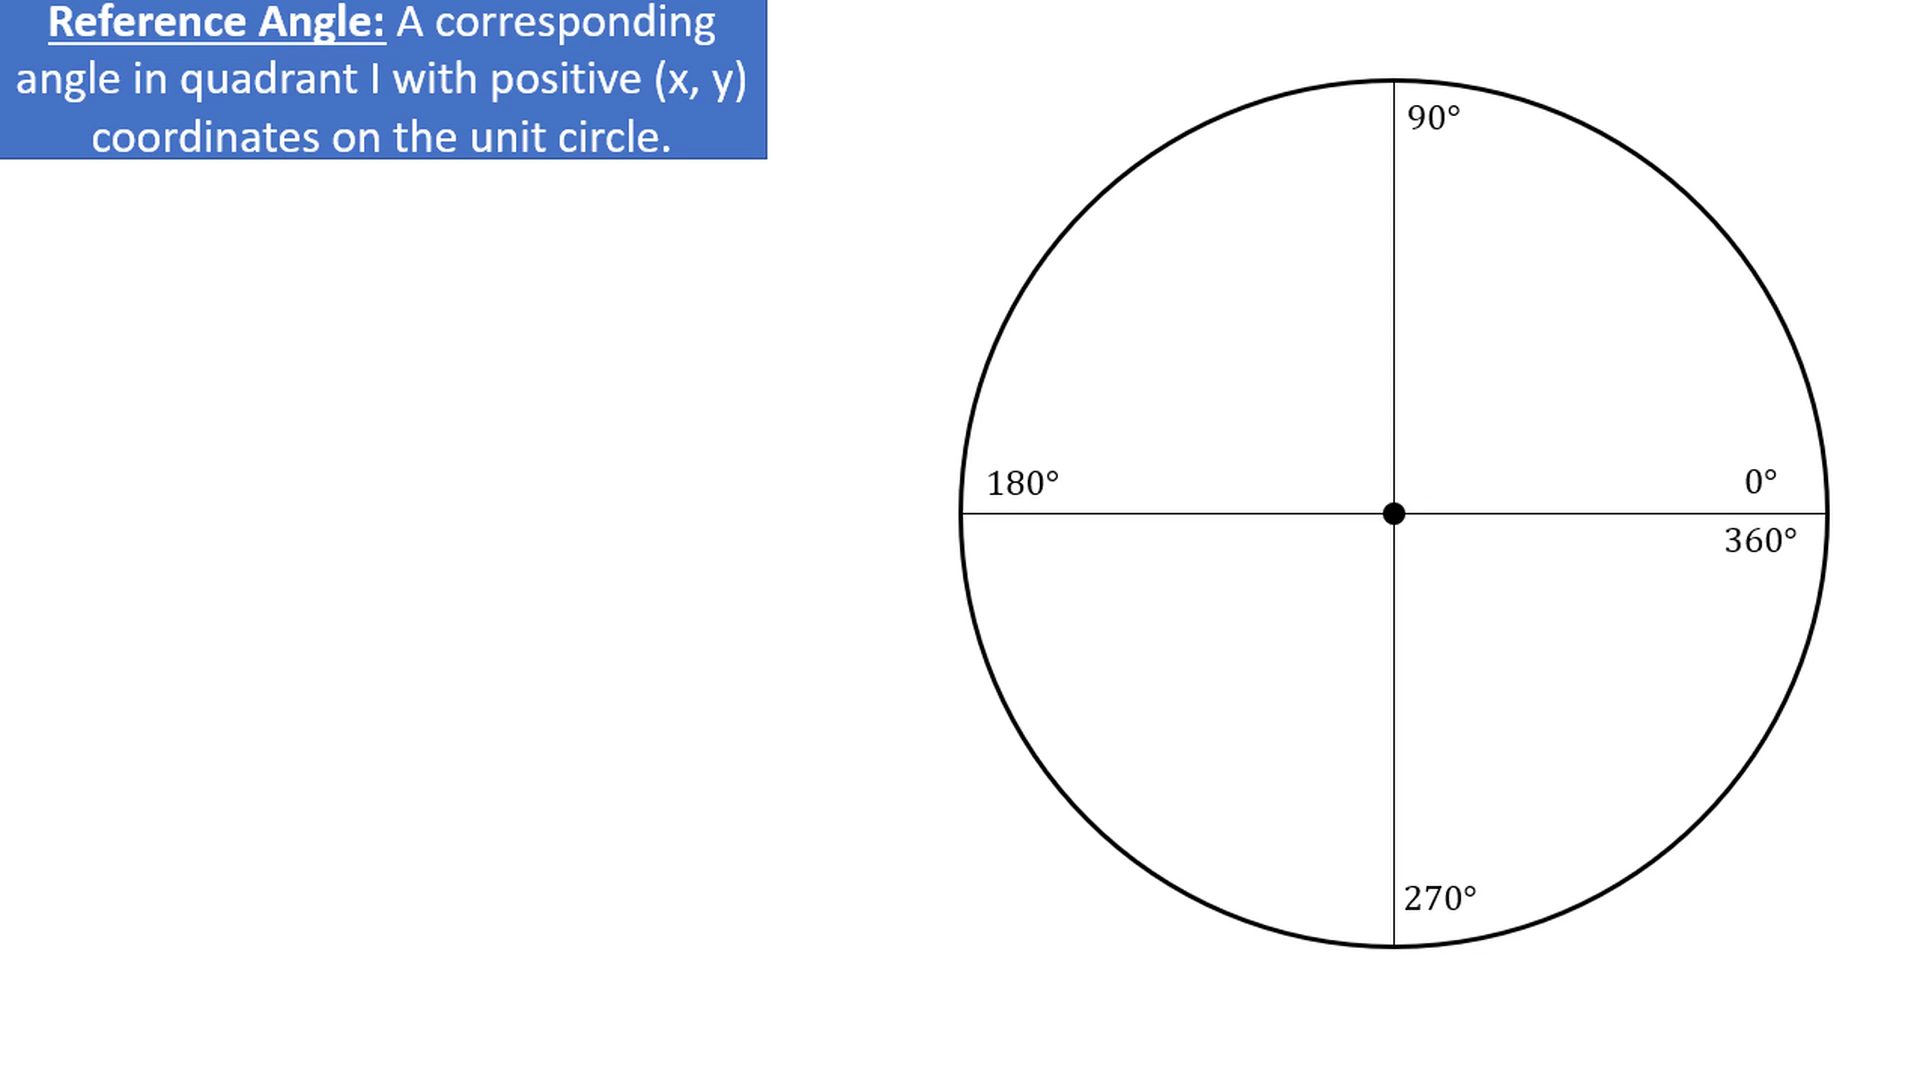 Reference Angle: A corresponding
angle in quadrant I with positive (x, y)
coordinates on the unit circle.
90°
180°
0°
360°
270°